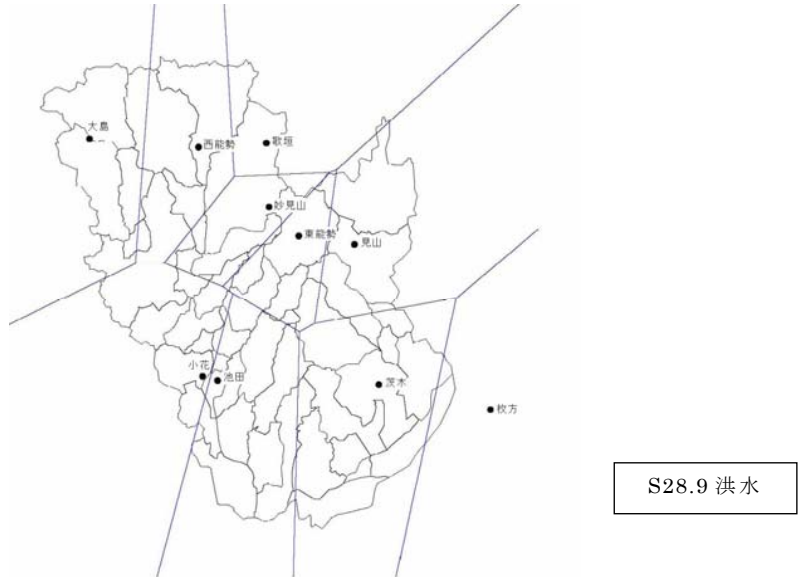 大島
西能勢
歌垣
妙見山
東能勢
見山
小花
池田
茨木
枚方
S28.9 洪水